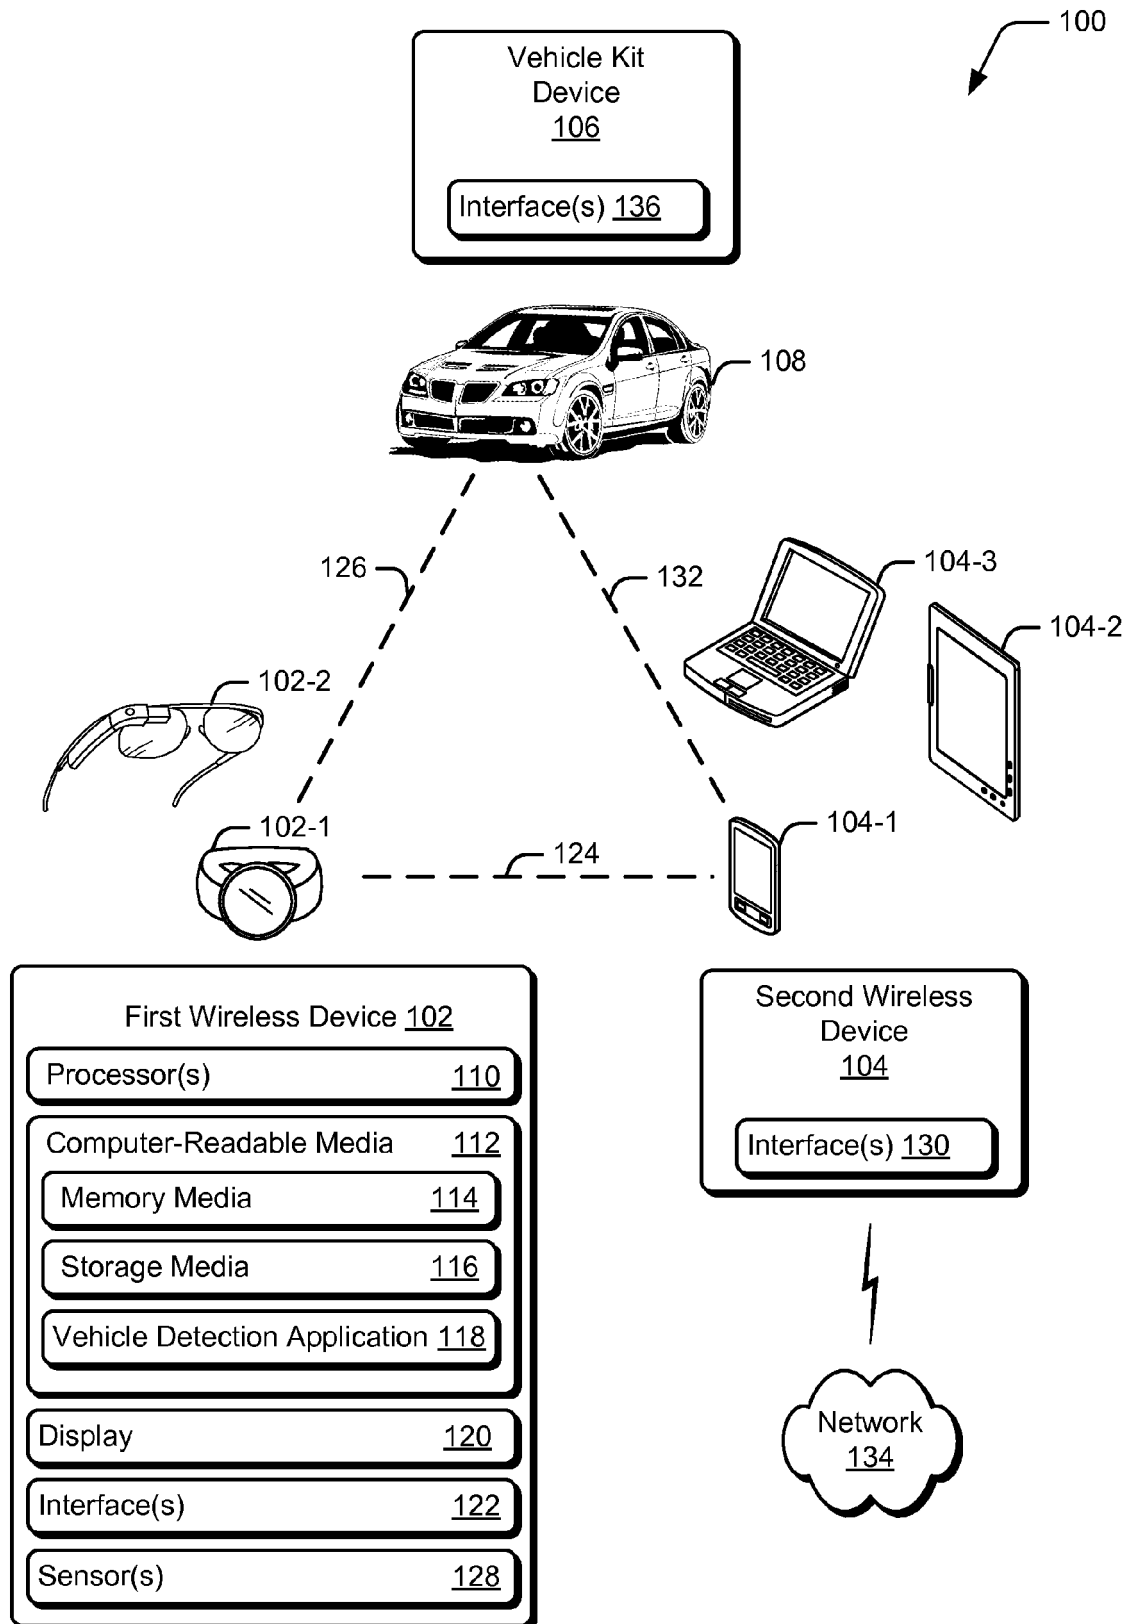 100
Vehicle Kit
Device
106
Interface(s) 136
108
126
132
104-3
104-2
102-2
102-1
124
104-1
First Wireless Device 102
Processor(s) 110
Computer-Readable Media 112
Memory Media 114
Storage Media 116
Vehicle Detection Application 118
Display 120
Interface(s) 122
Sensor(s) 128
Second Wireless
Device
104
Interface(s) 130
Network
134